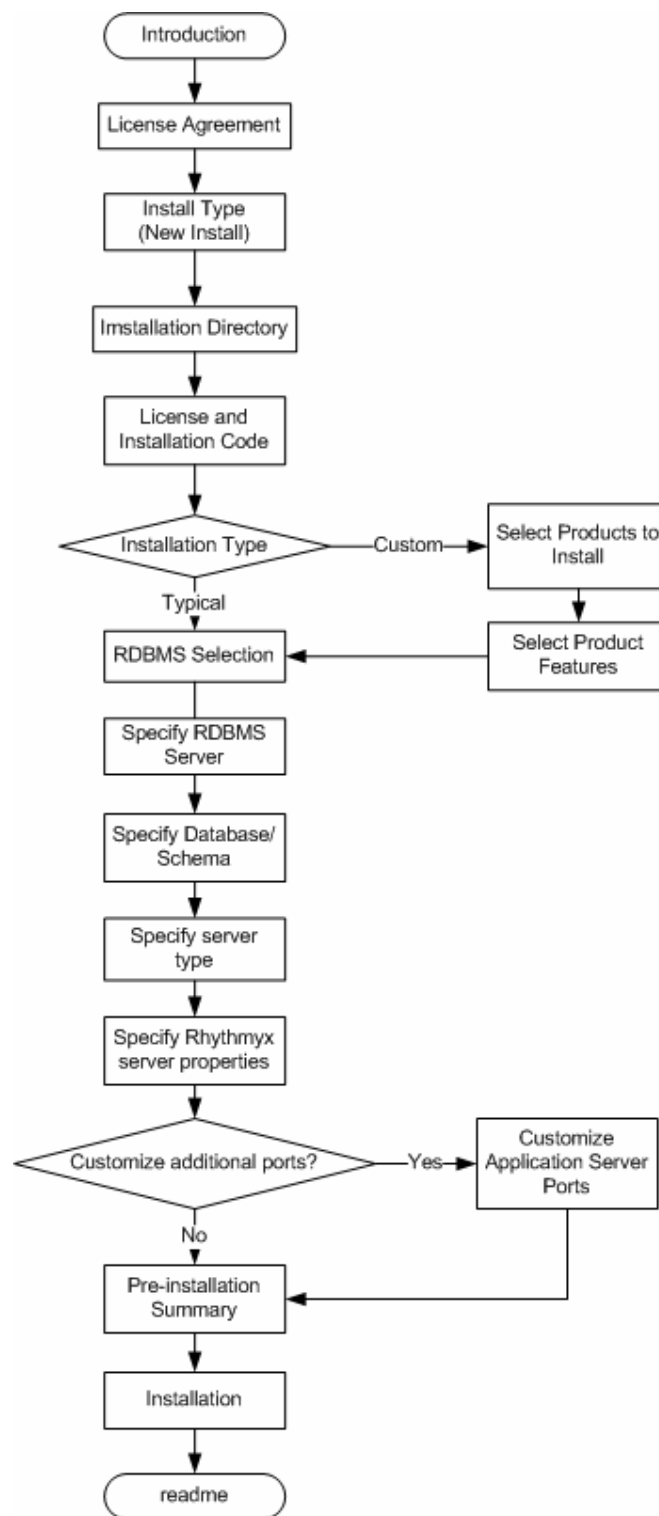 Introduction
License Agreement
Install Type
(New Install)
Imstallation Directory
License and
Installation Code
Installation Type
Custom
Select Products to
Install
Typical
Select Product
Features
RDBMS Selection
Specify RDBMS
Server
Specify Database/
Schema
Specify server
type
Specify Rhythmyx
server properties
Customize additional ports?
Yes
Customize
Application Server
Ports
No
Pre-installation
Summary
Installation
readme